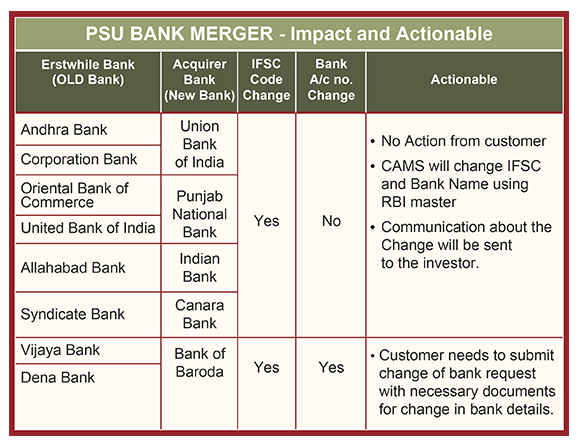 PSU BANK MERGER - Impact and Actionable
Erstwhile Bank
(OLD Bank)
Acquirer
Bank
(New Bank)
IFSC
Code
Change
Bank
A/c no.
Change
Actionable
Andhra Bank
Corporation Bank
Union
Bank
of India
Oriental Bank of
Commerce
United Bank of India
Punjab
National
Bank
Allahabad Bank
Indian
Bank
Syndicate Bank
Canara
Bank
Yes
No
• No Action from customer
• CAMS will change IFSC
and Bank Name using
RBI master
• Communication about the
Change will be sent
to the investor.
Vijaya Bank
Dena Bank
Bank of
Baroda
Yes
Yes
• Customer needs to submit
change of bank request
with necessary documents
for change in bank details.